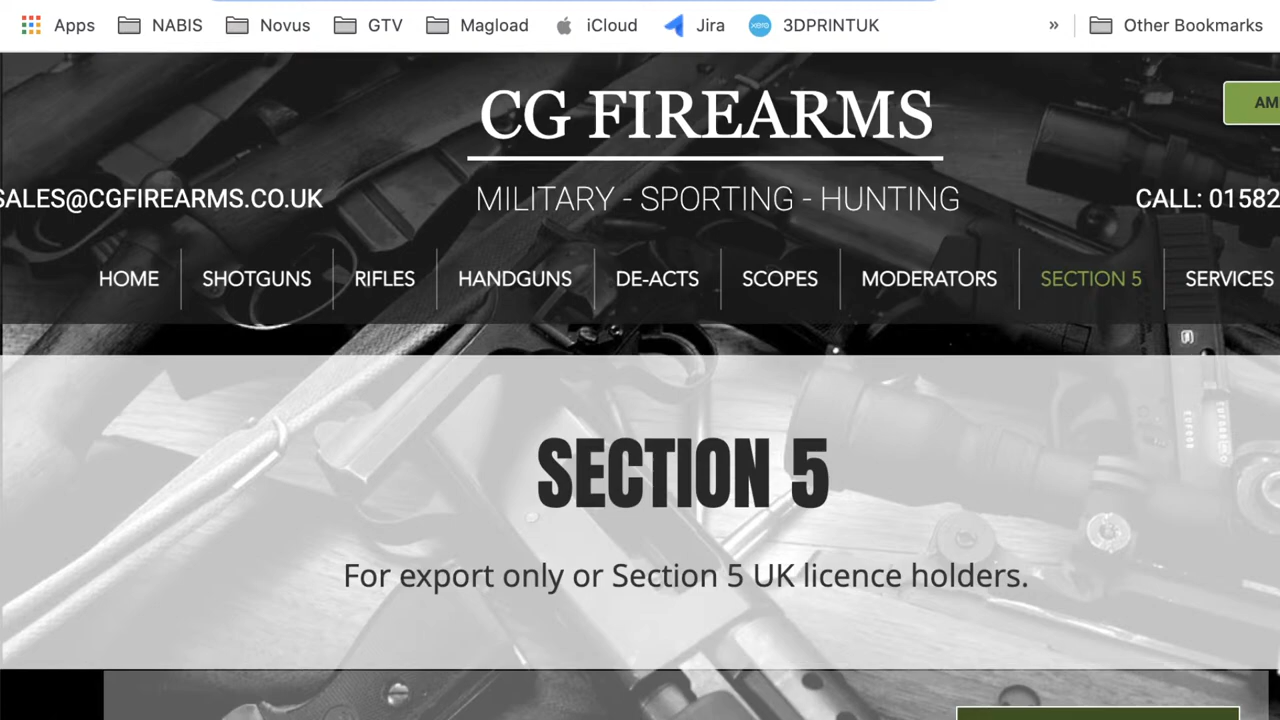 Apps NABIS Novus GTV Magload iCloud Jira xero 3DPRINTUK » Other Bookmarks
CG FIREARMS
AM
SALES@CGFIREARMS.CO.UK MILITARY - SPORTING - HUNTING CALL: 01582
HOME SHOTGUNS RIFLES HANDGUNS DE-ACTS SCOPES MODERATORS SECTION 5 SERVICES
SECTION 5
For export only or Section 5 UK licence holders.